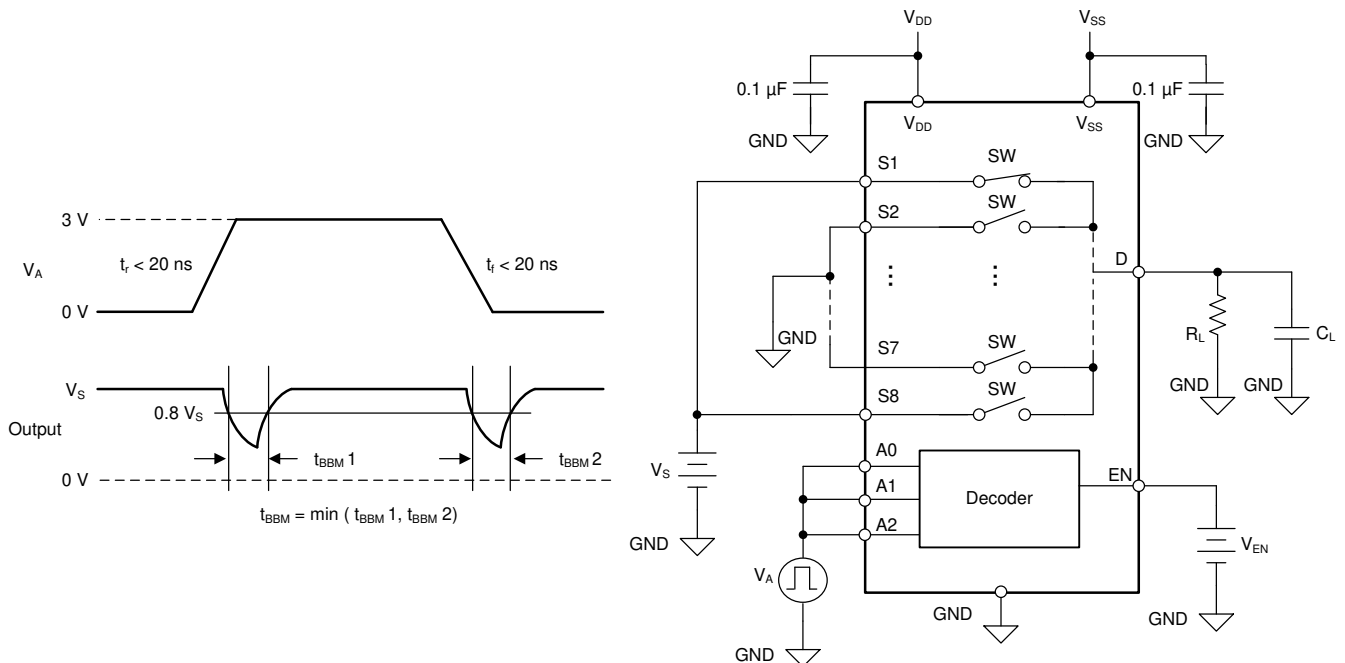 3 V
V_A
t_r < 20 ns
t_f < 20 ns
0 V
V_S
0.8 V_S
Output
t_BBM 1
t_BBM 2
0 V
t_BBM = min ( t_BBM 1, t_BBM 2)
V_DD
V_SS
0.1 µF
0.1 µF
V_DD
V_SS
GND
GND
S1
SW
S2
SW
D
GND
R_L
C_L
S7
SW
GND
GND
S8
SW
V_S
A0
A1
Decoder
EN
A2
GND
V_EN
V_A
GND
GND
GND